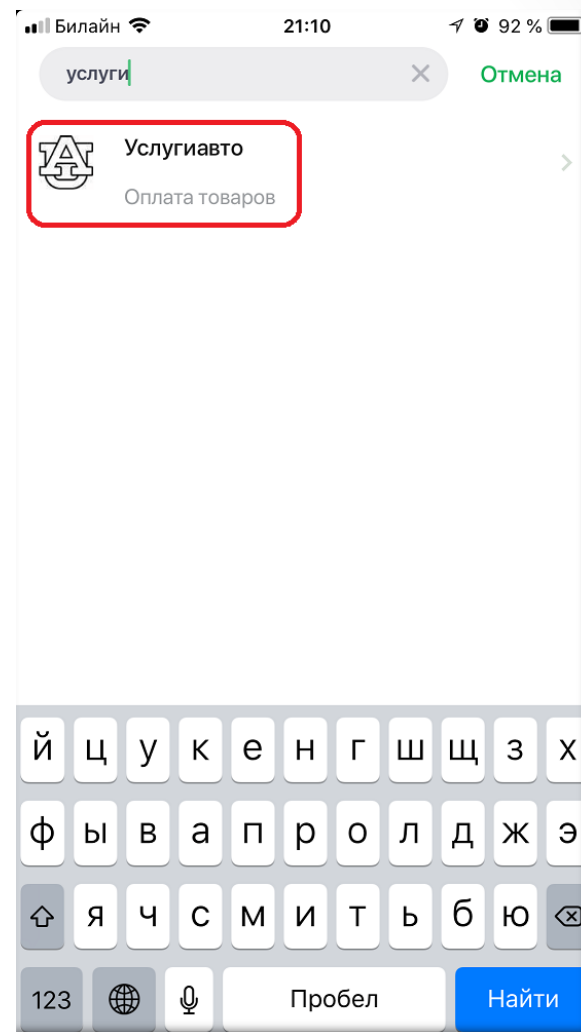 Билайн 21:10 92 %
услуги Отмена
Услугиавто
Оплата товаров
й ц у к е н г ш щ з х
ф ы в а п р о л д ж э
я ч с м и т ь б ю
123 Пробел Найти